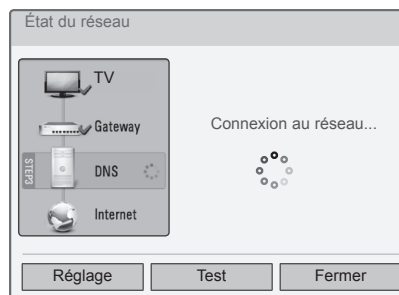 État du réseau
TV
Gateway
Connexion au réseau...
STEP3
DNS
Internet
Réglage
Test
Fermer